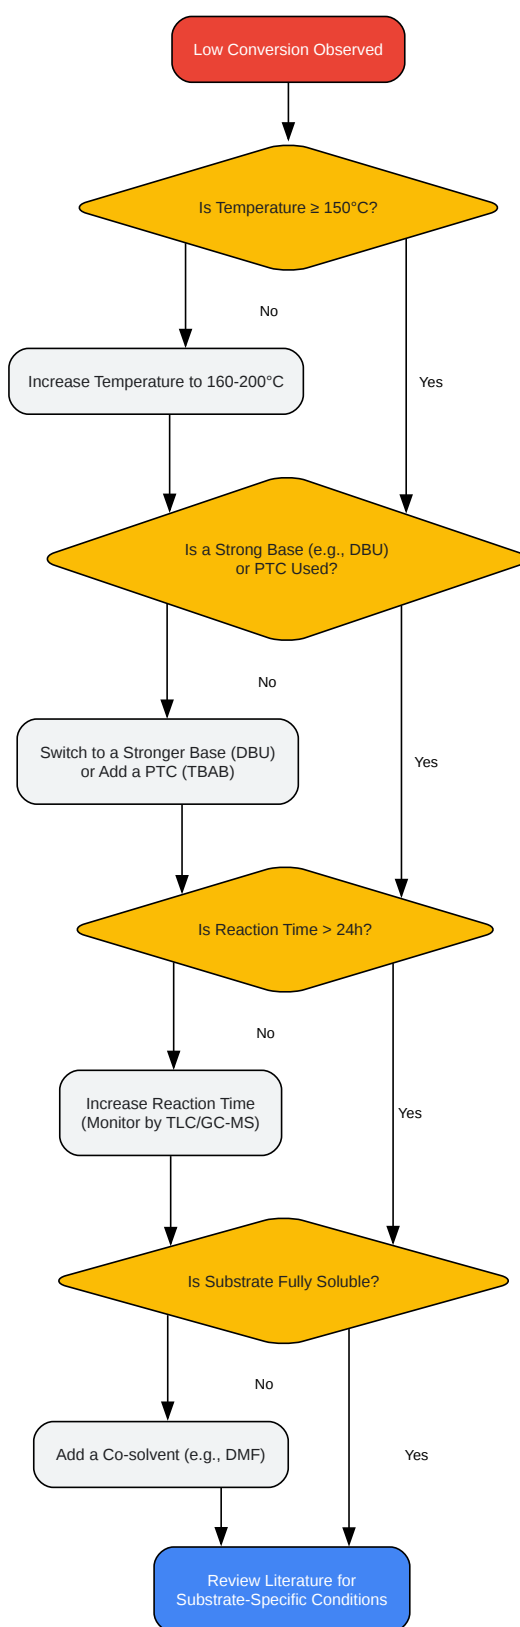 Low Conversion Observed
Is Temperature ≥ 150°C?
No
Increase Temperature to 160-200°C
Yes
Is a Strong Base (e.g., DBU)
or PTC Used?
No
Switch to a Stronger Base (DBU)
or Add a PTC (TBAB)
Yes
Is Reaction Time > 24h?
No
Increase Reaction Time
(Monitor by TLC/GC-MS)
Yes
Is Substrate Fully Soluble?
No
Add a Co-solvent (e.g., DMF)
Yes
Review Literature for
Substrate-Specific Conditions